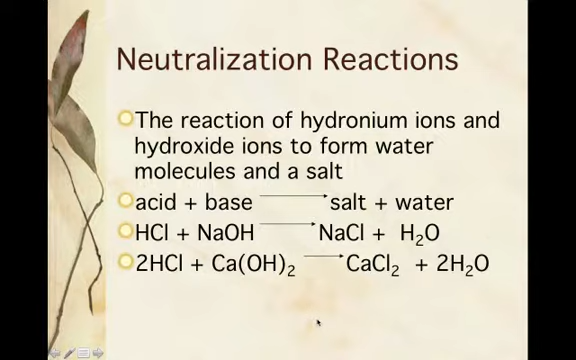 Neutralization Reactions
The reaction of hydronium ions and
hydroxide ions to form water
molecules and a salt
acid + base ⟶ salt + water
HCl + NaOH ⟶ NaCl + H₂O
2HCl + Ca(OH)₂ ⟶ CaCl₂ + 2H₂O